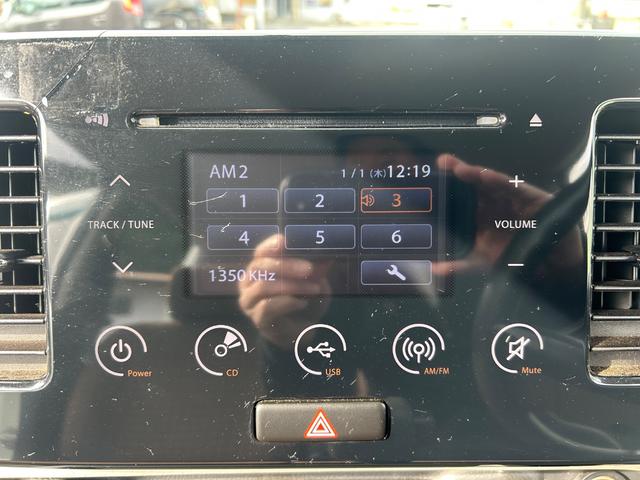 AM2 1/1(木)12:19
1 2 3
TRACK / TUNE
VOLUME
4 5 6
1350 KHz
Power CD USB AM/FM Mute